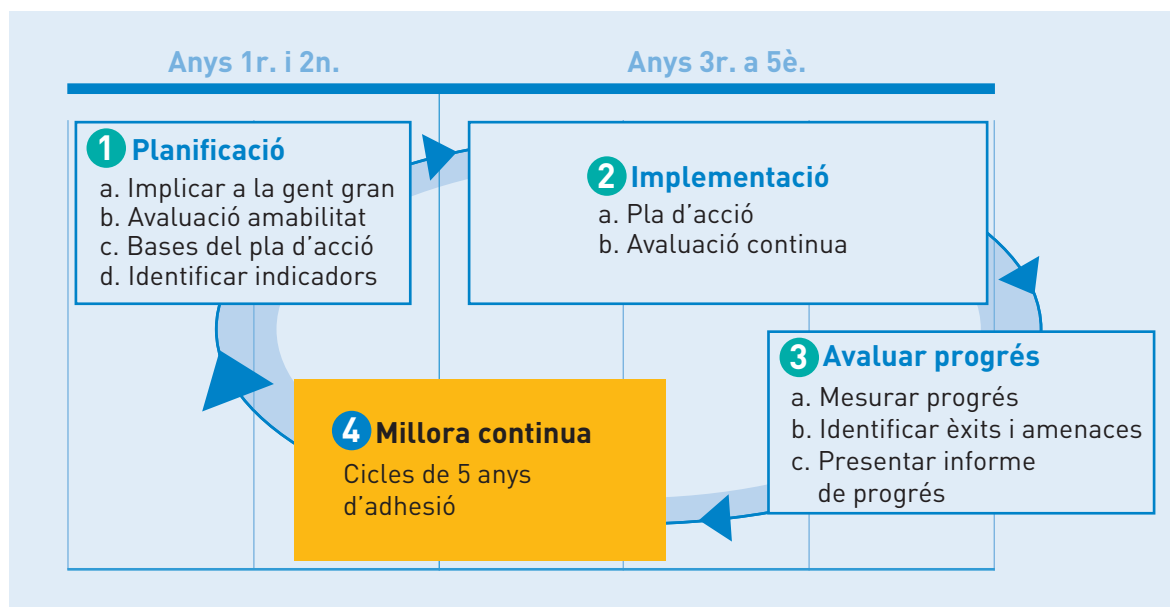 Anys 1r. i 2n.
Anys 3r. a 5è.
1 Planificació
a. Implicar a la gent gran
b. Avaluació amabilitat
c. Bases del pla d’acció
d. Identificar indicadors
2 Implementació
a. Pla d’acció
b. Avaluació continua
3 Avaluar progrés
a. Mesurar progrés
b. Identificar èxits i amenaces
c. Presentar informe
de progrés
4 Millora continua
Cicles de 5 anys
d’adhesió